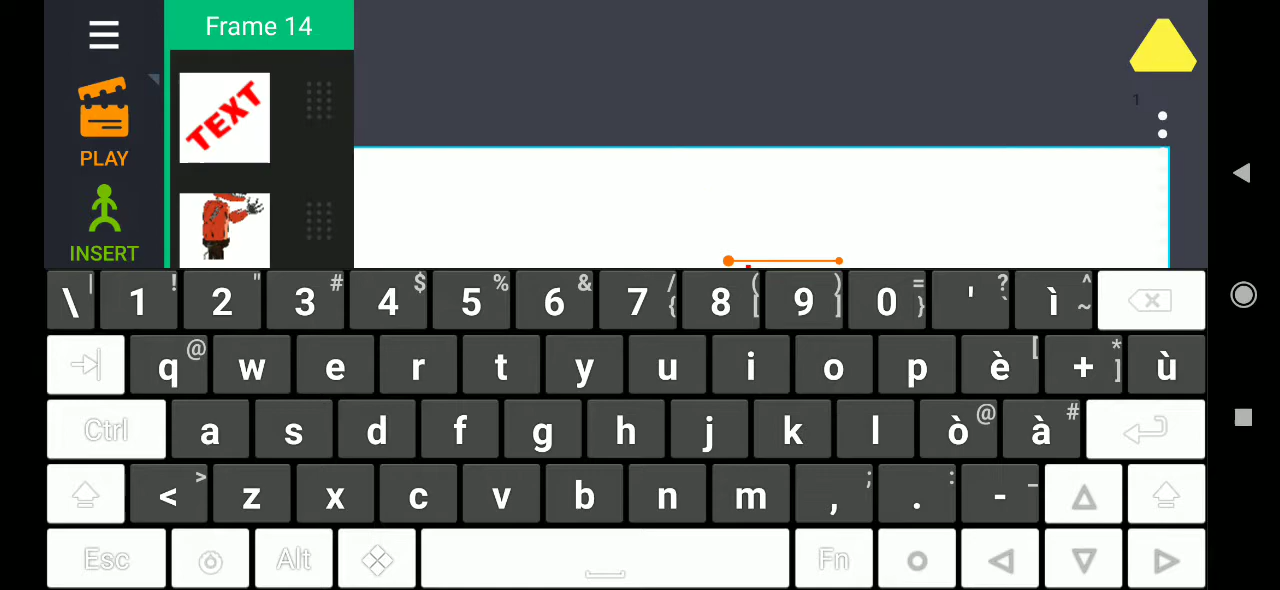 Frame 14
TEXT
PLAY
INSERT
1
\ | 1 ! 2 " 3 # 4 $ 5 % 6 & 7 / { 8 ( [ 9 ) ] 0 = } ' ? ` ì ^ ~
q @ w e r t y u i o p è [ + * ] ù
Ctrl a s d f g h j k l ò @ à #
< > z x c v b n m , ; . : - _
Esc Alt Fn